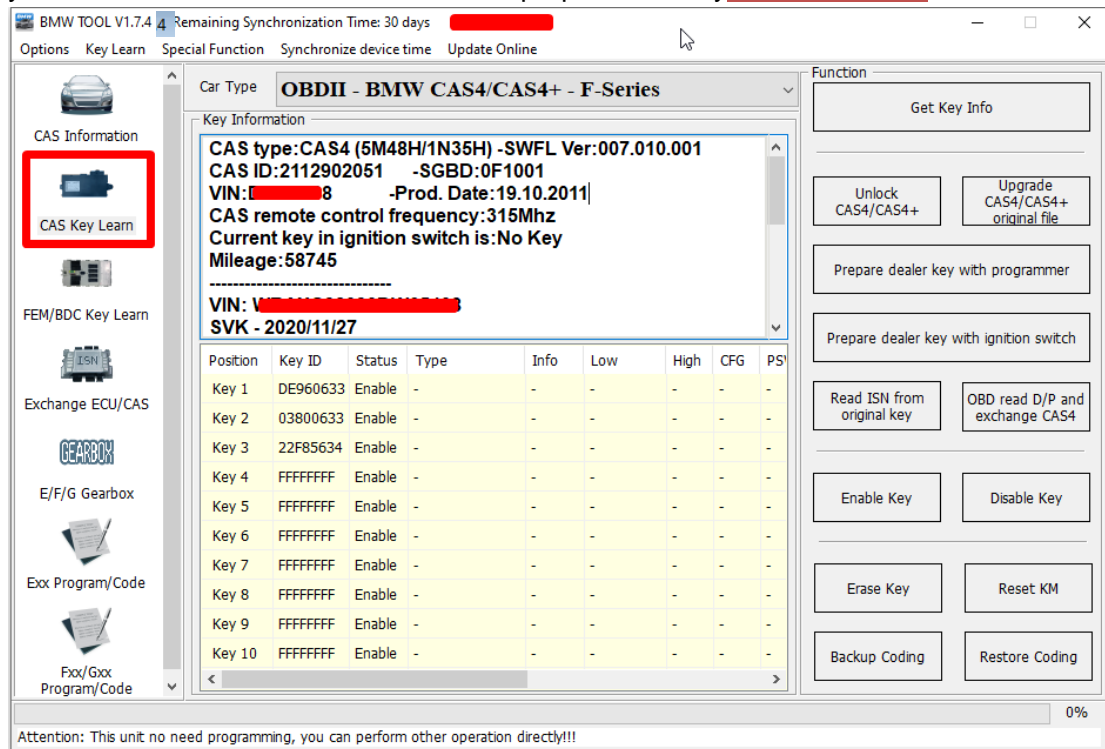 BMW TOOL V1.7.4 4 Remaining Synchronization Time: 30 days
Options Key Learn Special Function Synchronize device time Update Online
CAS Information
CAS Key Learn
FEM/BDC Key Learn
ISN
Exchange ECU/CAS
GEARBOX
E/F/G Gearbox
Exx Program/Code
Fxx/Gxx
Program/Code
Car Type OBDII - BMW CAS4/CAS4+ - F-Series
Key Information
CAS type:CAS4 (5M48H/1N35H) -SWFL Ver:007.010.001
CAS ID:2112902051 -SGBD:0F1001
VIN: 8 -Prod. Date:19.10.2011
CAS remote control frequency:315Mhz
Current key in ignition switch is:No Key
Mileage:58745
--------------------------------
VIN:
SVK - 2020/11/27
Position Key ID Status Type Info Low High CFG PS
Key 1 DE960633 Enable - - - - - -
Key 2 03800633 Enable - - - - - -
Key 3 22F85634 Enable - - - - - -
Key 4 FFFFFFFF Enable - - - - - -
Key 5 FFFFFFFF Enable - - - - - -
Key 6 FFFFFFFF Enable - - - - - -
Key 7 FFFFFFFF Enable - - - - - -
Key 8 FFFFFFFF Enable - - - - - -
Key 9 FFFFFFFF Enable - - - - - -
Key 10 FFFFFFFF Enable - - - - - -
Function
Get Key Info
Unlock
CAS4/CAS4+
Upgrade
CAS4/CAS4+
original file
Prepare dealer key with programmer
Prepare dealer key with ignition switch
Read ISN from
original key
OBD read D/P and
exchange CAS4
Enable Key
Disable Key
Erase Key
Reset KM
Backup Coding
Restore Coding
0%
Attention: This unit no need programming, you can perform other operation directly!!!